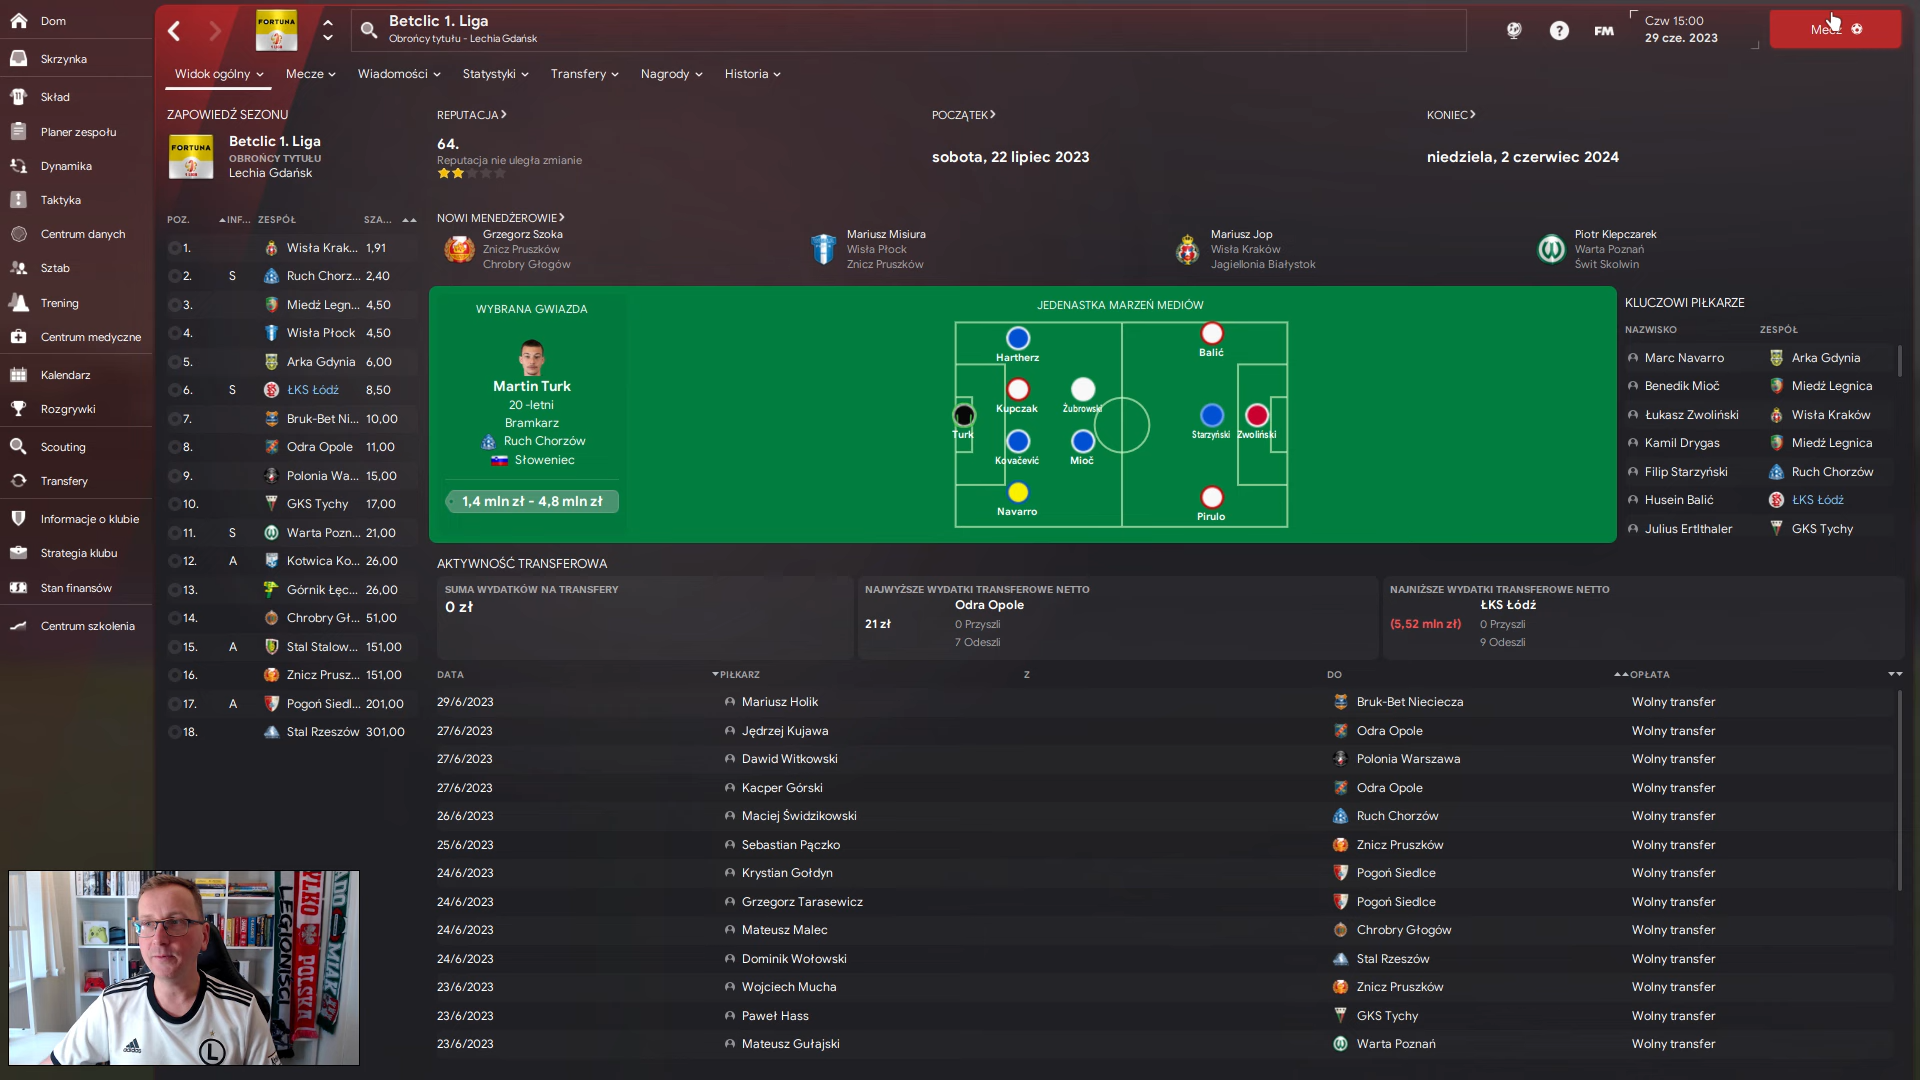 Dom
Skrzynka
Skład
Planer zespołu
Dynamika
Taktyka
Centrum danych
Sztab
Trening
Centrum medyczne
Kalendarz
Rozgrywki
Scouting
Transfery
Informacje o klubie
Strategia klubu
Stan finansów
Centrum szkolenia
FORTUNA
Betclic 1. Liga
Obrońcy tytułu - Lechia Gdańsk
FM
Czw 15:00
29 cze. 2023
Widok ogólny Mecze Wiadomości Statystyki Transfery Nagrody Historia
ZAPOWIEDŹ SEZONU
FORTUNA
Betclic 1. Liga
OBROŃCY TYTUŁU
Lechia Gdańsk
REPUTACJA
64.
Reputacja nie uległa zmianie
POCZĄTEK
sobota, 22 lipiec 2023
KONIEC
niedziela, 2 czerwiec 2024
POZ. INF... ZESPÓŁ SZA...
1. Wisła Krak... 1,91
2. S Ruch Chorz... 2,40
3. Miedź Legn... 4,50
4. Wisła Płock 4,50
5. Arka Gdynia 6,00
6. S ŁKS Łódź 8,50
7. Bruk-Bet Ni... 10,00
8. Odra Opole 11,00
9. Polonia Wa... 15,00
10. GKS Tychy 17,00
11. S Warta Pozn... 21,00
12. A Kotwica Ko... 26,00
13. Górnik Łęc... 26,00
14. Chrobry Gł... 51,00
15. A Stal Stalow... 151,00
16. Znicz Prusz... 151,00
17. A Pogoń Siedl... 201,00
18. Stal Rzeszów 301,00
NOWI MENEDŻEROWIE
Grzegorz Szoka
Znicz Pruszków
Chrobry Głogów
Mariusz Misiura
Wisła Płock
Znicz Pruszków
Mariusz Jop
Wisła Kraków
Jagiellonia Białystok
Piotr Klepczarek
Warta Poznań
Świt Skolwin
WYBRANA GWIAZDA
Martin Turk
20 -letni
Bramkarz
Ruch Chorzów
Słoweniec
1,4 mln zł - 4,8 mln zł
JEDENASTKA MARZEŃ MEDIÓW
Hartherz
Balić
Kupczak
Żubrowski
Turk
Starzyński
Zwoliński
Kovačević
Mioč
Navarro
Pirulo
KLUCZOWI PIŁKARZE
NAZWISKO ZESPÓŁ
Marc Navarro Arka Gdynia
Benedik Mioč Miedź Legnica
Łukasz Zwoliński Wisła Kraków
Kamil Drygas Miedź Legnica
Filip Starzyński Ruch Chorzów
Husein Balić ŁKS Łódź
Julius Ertlthaler GKS Tychy
AKTYWNOŚĆ TRANSFEROWA
SUMA WYDATKÓW NA TRANSFERY
0 zł
NAJWYŻSZE WYDATKI TRANSFEROWE NETTO
Odra Opole
21 zł
0 Przyszli
7 Odeszli
NAJNIŻSZE WYDATKI TRANSFEROWE NETTO
ŁKS Łódź
(5,52 mln zł)
0 Przyszli
9 Odeszli
DATA PIŁKARZ Z DO OPŁATA
29/6/2023 Mariusz Holik Bruk-Bet Nieciecza Wolny transfer
27/6/2023 Jędrzej Kujawa Odra Opole Wolny transfer
27/6/2023 Dawid Witkowski Polonia Warszawa Wolny transfer
27/6/2023 Kacper Górski Odra Opole Wolny transfer
26/6/2023 Maciej Świdzikowski Ruch Chorzów Wolny transfer
25/6/2023 Sebastian Pączko Znicz Pruszków Wolny transfer
24/6/2023 Krystian Gołdyn Pogoń Siedlce Wolny transfer
24/6/2023 Grzegorz Tarasewicz Pogoń Siedlce Wolny transfer
24/6/2023 Mateusz Malec Chrobry Głogów Wolny transfer
24/6/2023 Dominik Wołowski Stal Rzeszów Wolny transfer
23/6/2023 Wojciech Mucha Znicz Pruszków Wolny transfer
23/6/2023 Paweł Hass GKS Tychy Wolny transfer
23/6/2023 Mateusz Gułajski Warta Poznań Wolny transfer
LEGIONIŚCI
TYLKO
POLSKA
adidas
L